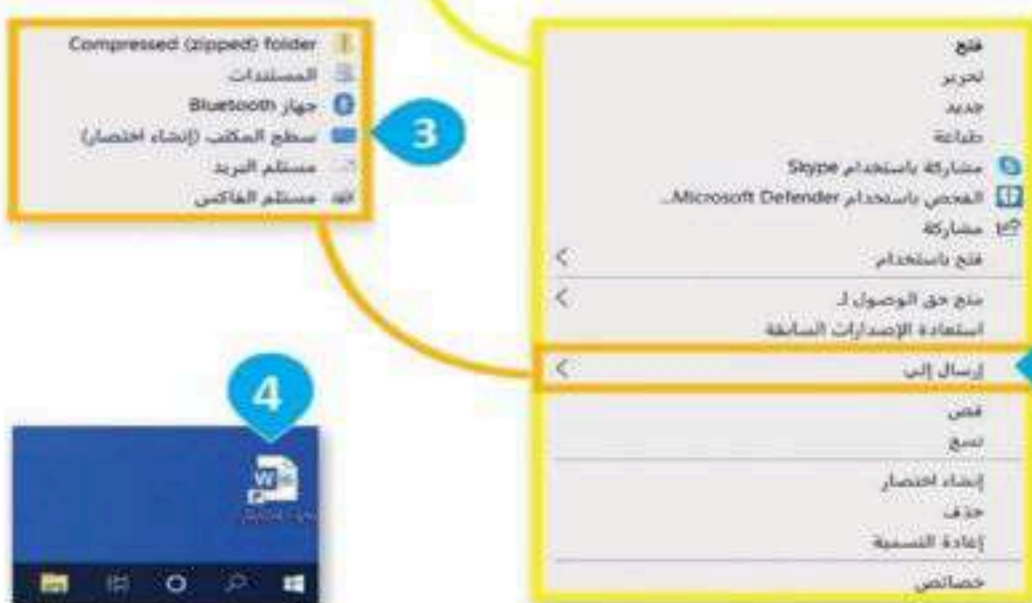 فتح
تحرير
جديد
طباعة
مشاركة باستخدام Skype
الفحص باستخدام Microsoft Defender...
مشاركة
فتح باستخدام
منح حق الوصول لـ
استعادة الإصدارات السابقة
إرسال إلى
قص
نسخ
إنشاء اختصار
حذف
إعادة التسمية
خصائص
3
Compressed (zipped) folder
المستندات
جهاز Bluetooth
سطح المكتب (إنشاء اختصار)
مستلم البريد
مستلم الفاكس
4
W